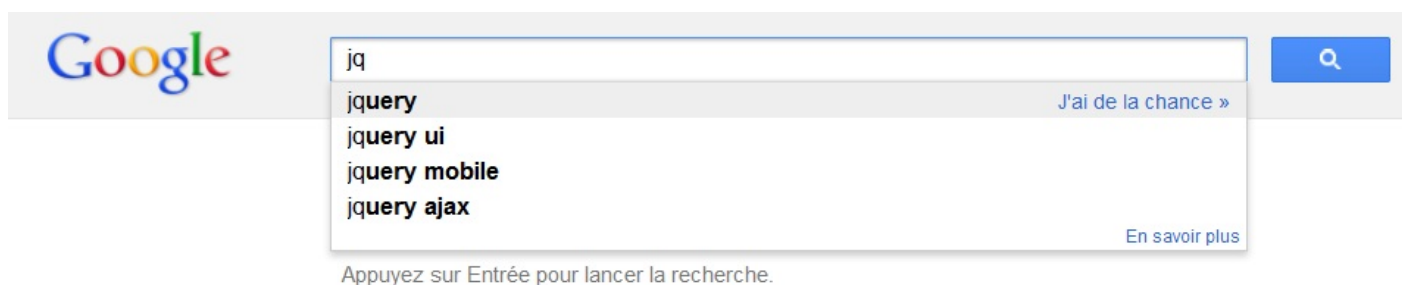 Google
jq
jquery J'ai de la chance »
jquery ui
jquery mobile
jquery ajax
En savoir plus
Appuyez sur Entrée pour lancer la recherche.